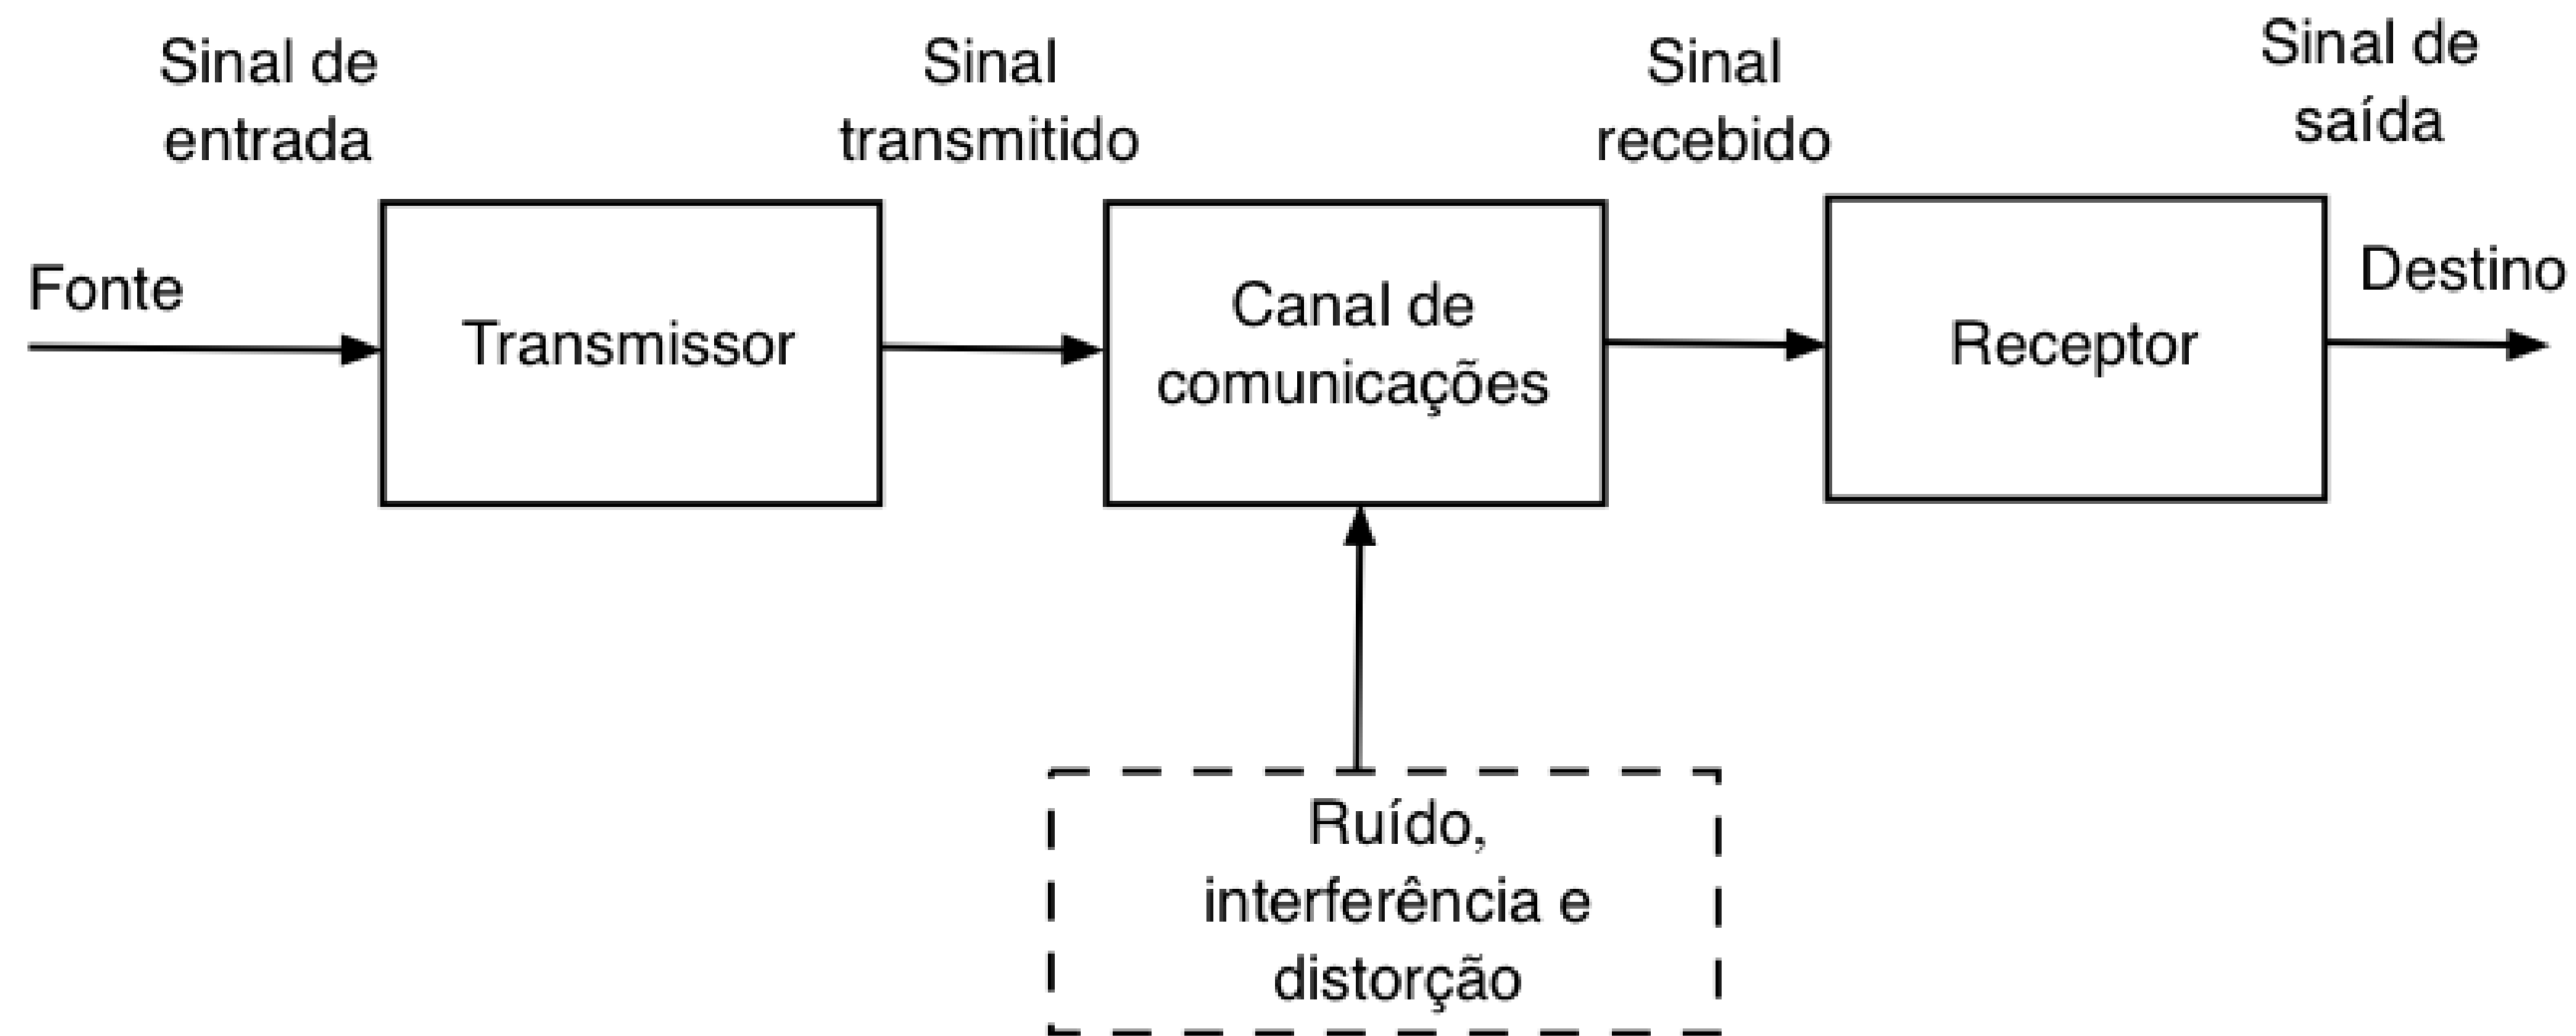 Sinal de
entrada
Sinal
transmitido
Sinal
recebido
Sinal de
saída
Fonte
Transmissor
Canal de
comunicações
Receptor
Destino
Ruído,
interferência e
distorção